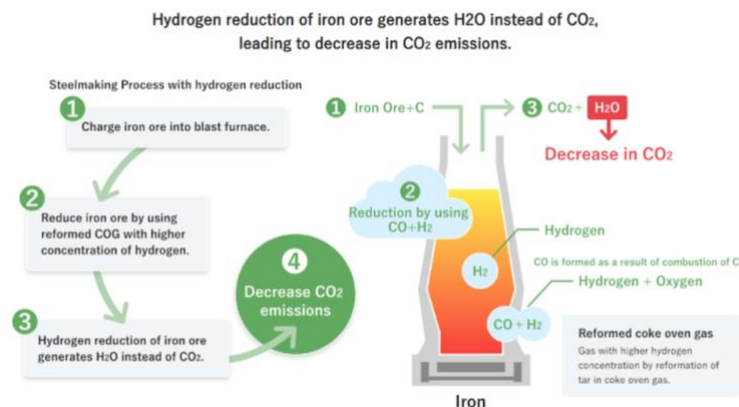 Hydrogen reduction of iron ore generates H2O instead of CO₂,
leading to decrease in CO₂ emissions.
Steelmaking Process with hydrogen reduction
1
Charge iron ore into blast furnace.
2
Reduce iron ore by using
reformed COG with higher
concentration of hydrogen.
3
Hydrogen reduction of iron ore
generates H2O instead of CO₂.
4
Decrease CO₂
emissions
1 Iron Ore+C
3 CO₂+ H₂O
Decrease in CO₂
2
Reduction by using
CO+H₂
Hydrogen
H₂
CO is formed as a result of combustion of C
Hydrogen + Oxygen
CO + H₂
Reformed coke oven gas
Gas with higher hydrogen
concentration by reformation of
tar in coke oven gas.
Iron